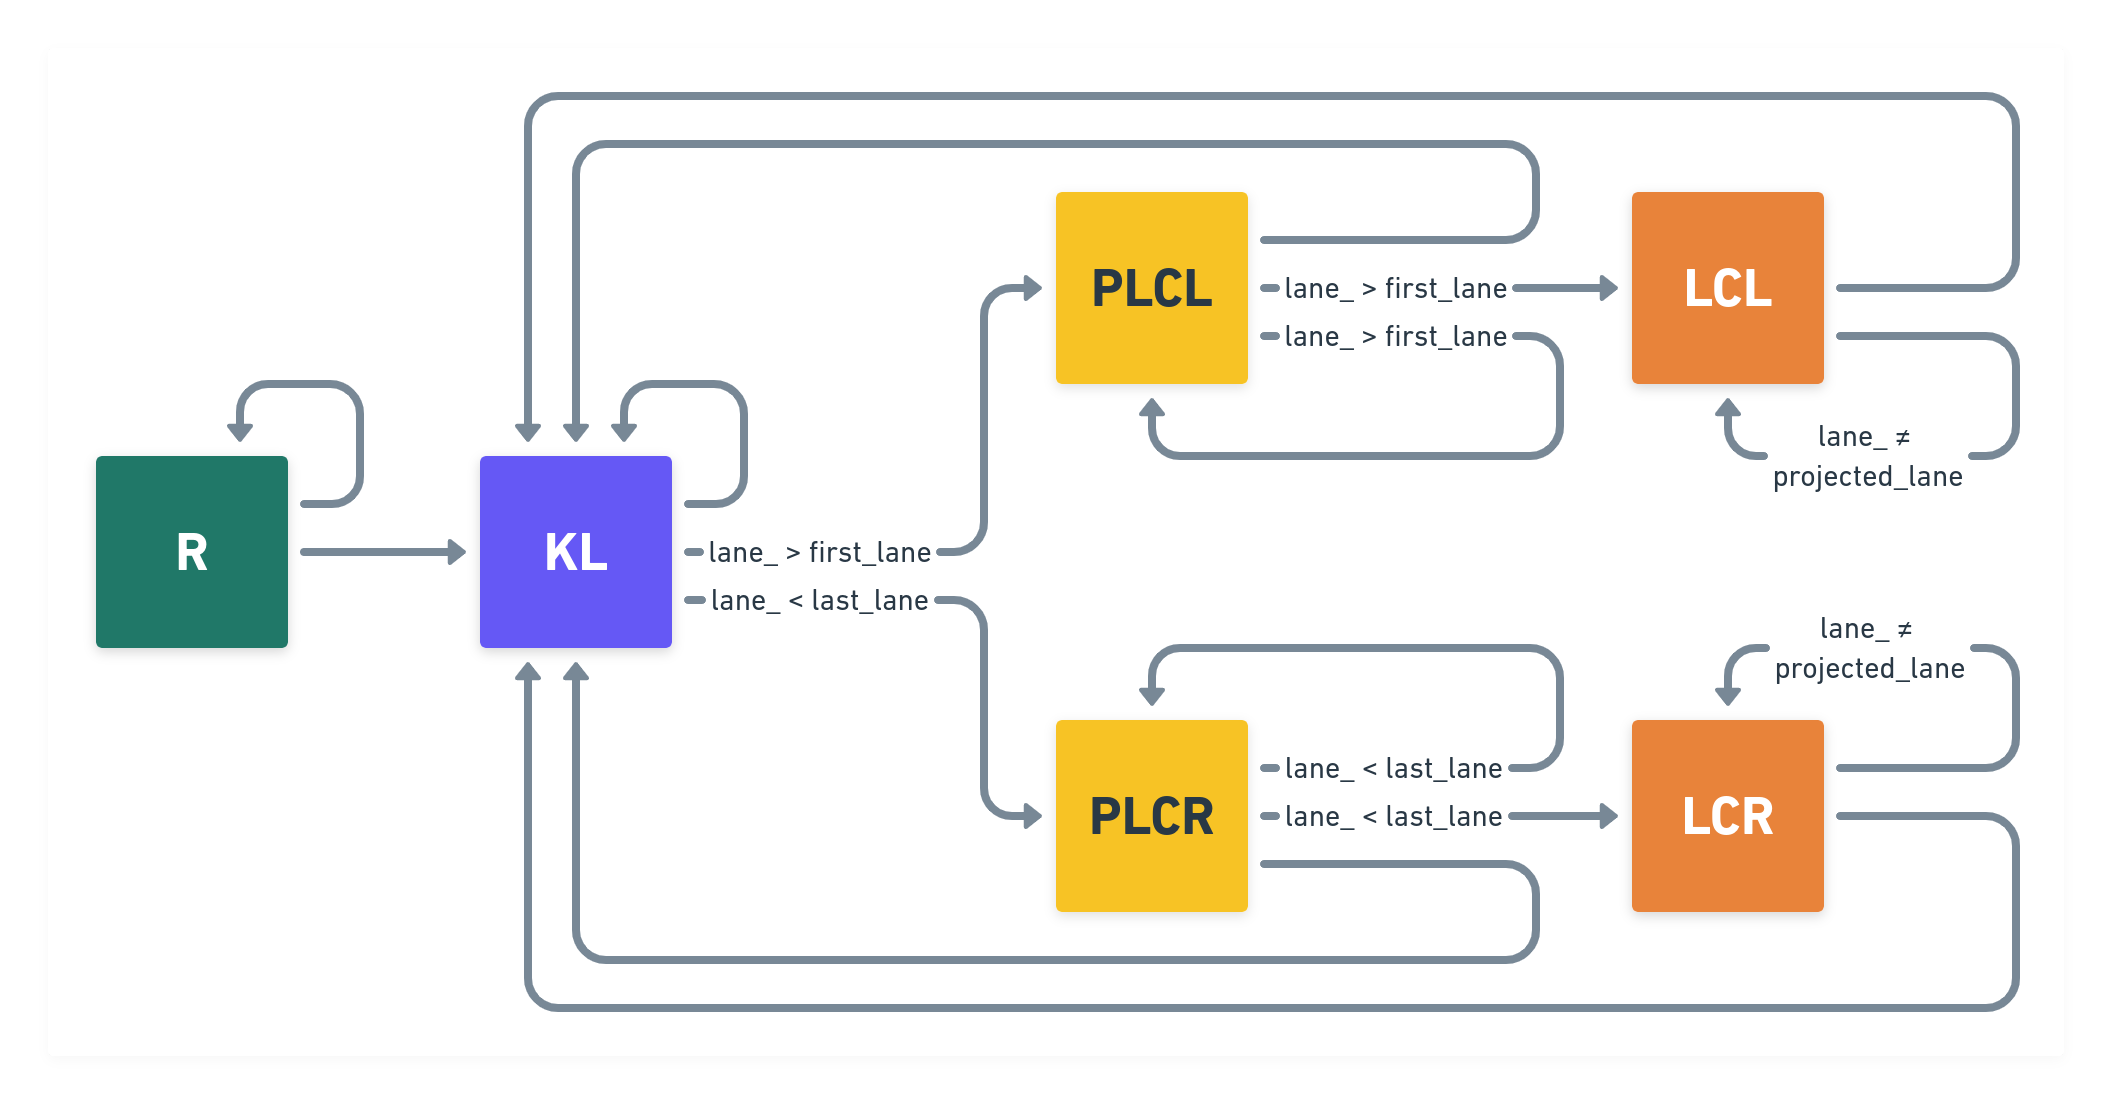 PLCL
lane_ > first_lane
lane_ > first_lane
LCL
lane_ ≠
projected_lane
R
KL
lane_ > first_lane
lane_ < last_lane
lane_ ≠
projected_lane
PLCR
lane_ < last_lane
lane_ < last_lane
LCR